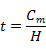 t = C_m / H